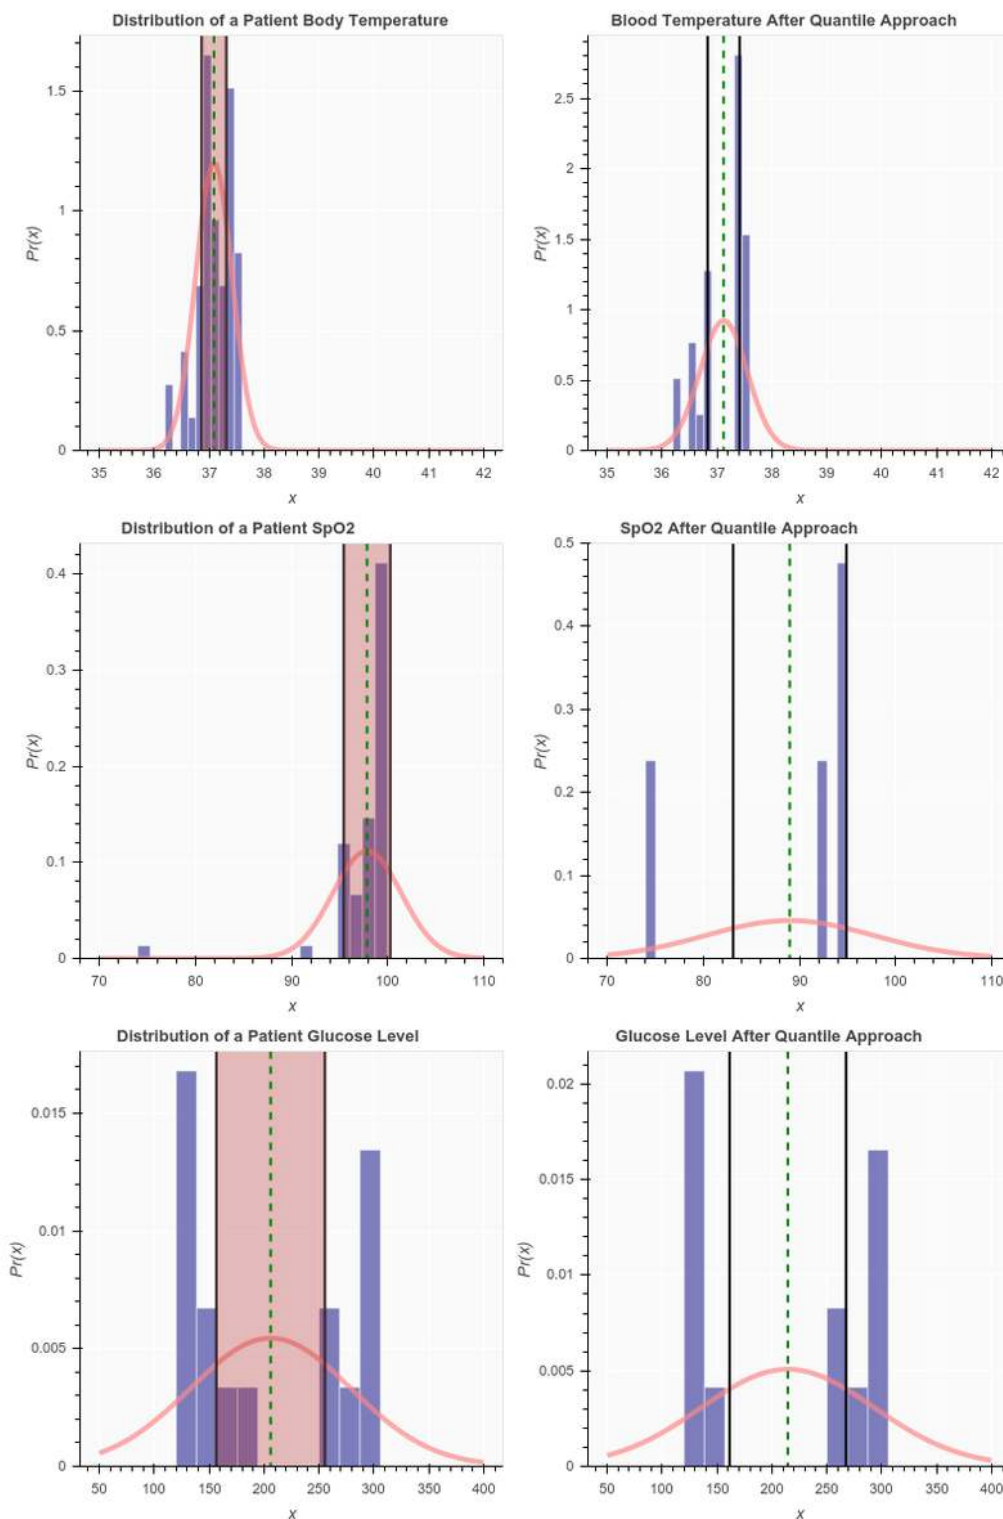 Distribution of a Patient Body Temperature
Pr(x)
1.5
1
0.5
0
35 36 37 38 39 40 41 42
x
Blood Temperature After Quantile Approach
Pr(x)
2.5
2
1.5
1
0.5
0
35 36 37 38 39 40 41 42
x
Distribution of a Patient SpO2
Pr(x)
0.4
0.3
0.2
0.1
0
70 80 90 100 110
x
SpO2 After Quantile Approach
Pr(x)
0.5
0.4
0.3
0.2
0.1
0
70 80 90 100 110
x
Distribution of a Patient Glucose Level
Pr(x)
0.015
0.01
0.005
0
50 100 150 200 250 300 350 400
x
Glucose Level After Quantile Approach
Pr(x)
0.02
0.015
0.01
0.005
0
50 100 150 200 250 300 350 400
x